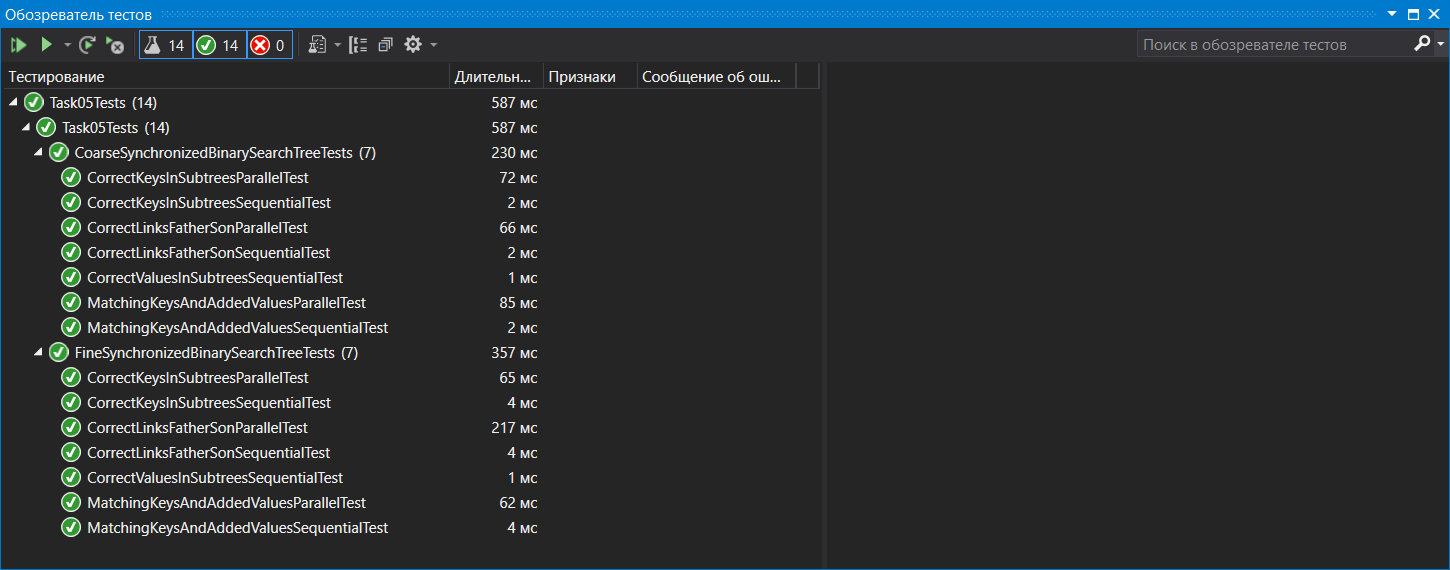 Обозреватель тестов
14 14 0 Поиск в обозревателе тестов
Тестирование Длительн... Признаки Сообщение об ош...
Task05Tests (14) 587 мс
Task05Tests (14) 587 мс
CoarseSynchronizedBinarySearchTreeTests (7) 230 мс
CorrectKeysInSubtreesParallelTest 72 мс
CorrectKeysInSubtreesSequentialTest 2 мс
CorrectLinksFatherSonParallelTest 66 мс
CorrectLinksFatherSonSequentialTest 2 мс
CorrectValuesInSubtreesSequentialTest 1 мс
MatchingKeysAndAddedValuesParallelTest 85 мс
MatchingKeysAndAddedValuesSequentialTest 2 мс
FineSynchronizedBinarySearchTreeTests (7) 357 мс
CorrectKeysInSubtreesParallelTest 65 мс
CorrectKeysInSubtreesSequentialTest 4 мс
CorrectLinksFatherSonParallelTest 217 мс
CorrectLinksFatherSonSequentialTest 4 мс
CorrectValuesInSubtreesSequentialTest 1 мс
MatchingKeysAndAddedValuesParallelTest 62 мс
MatchingKeysAndAddedValuesSequentialTest 4 мс